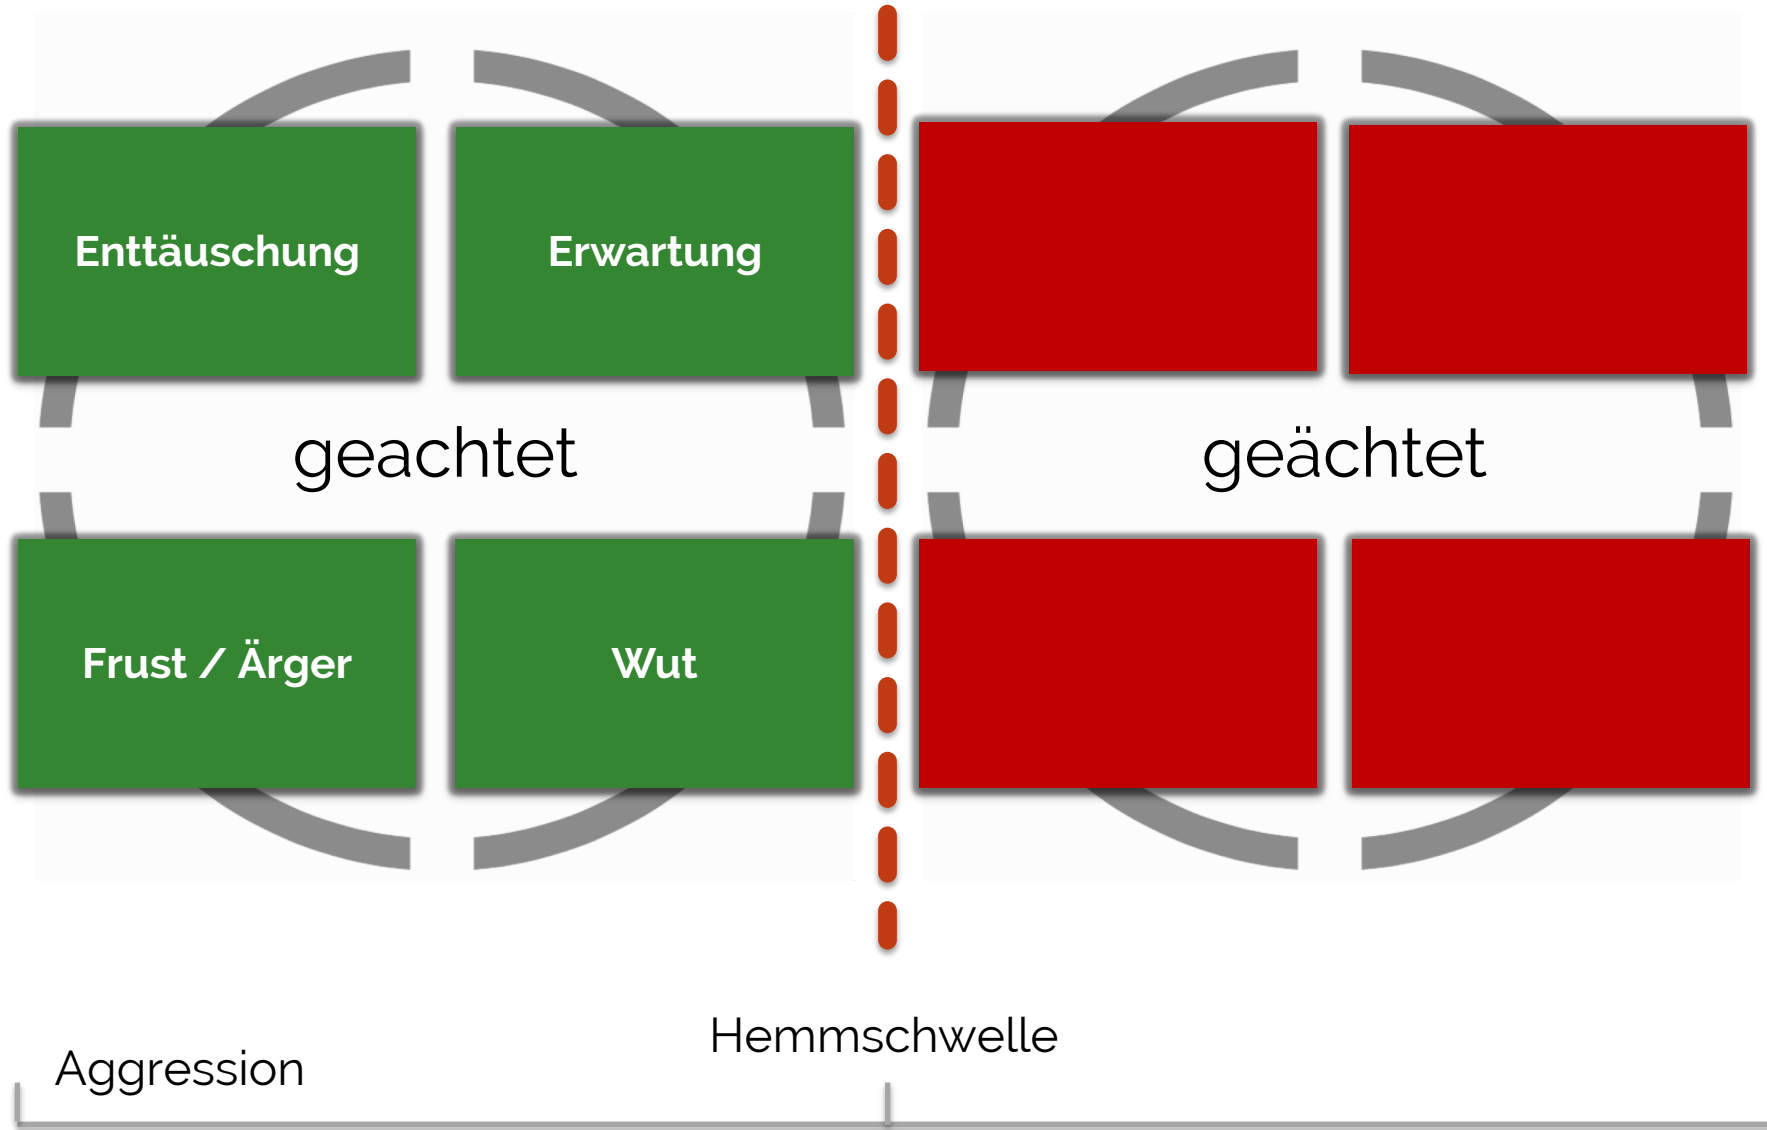 Enttäuschung
Erwartung
geachtet
geächtet
Frust / Ärger
Wut
Hemmschwelle
Aggression